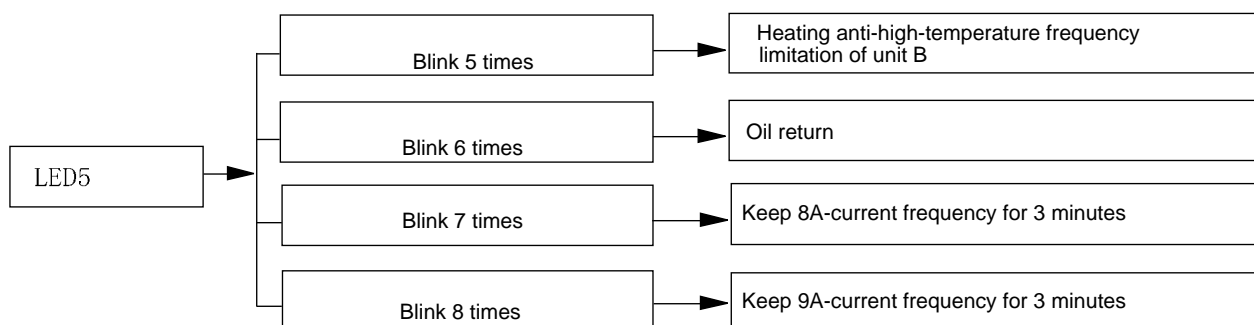 Blink 5 times
Heating anti-high-temperature frequency
limitation of unit B
Blink 6 times
Oil return
LED5
Blink 7 times
Keep 8A-current frequency for 3 minutes
Blink 8 times
Keep 9A-current frequency for 3 minutes